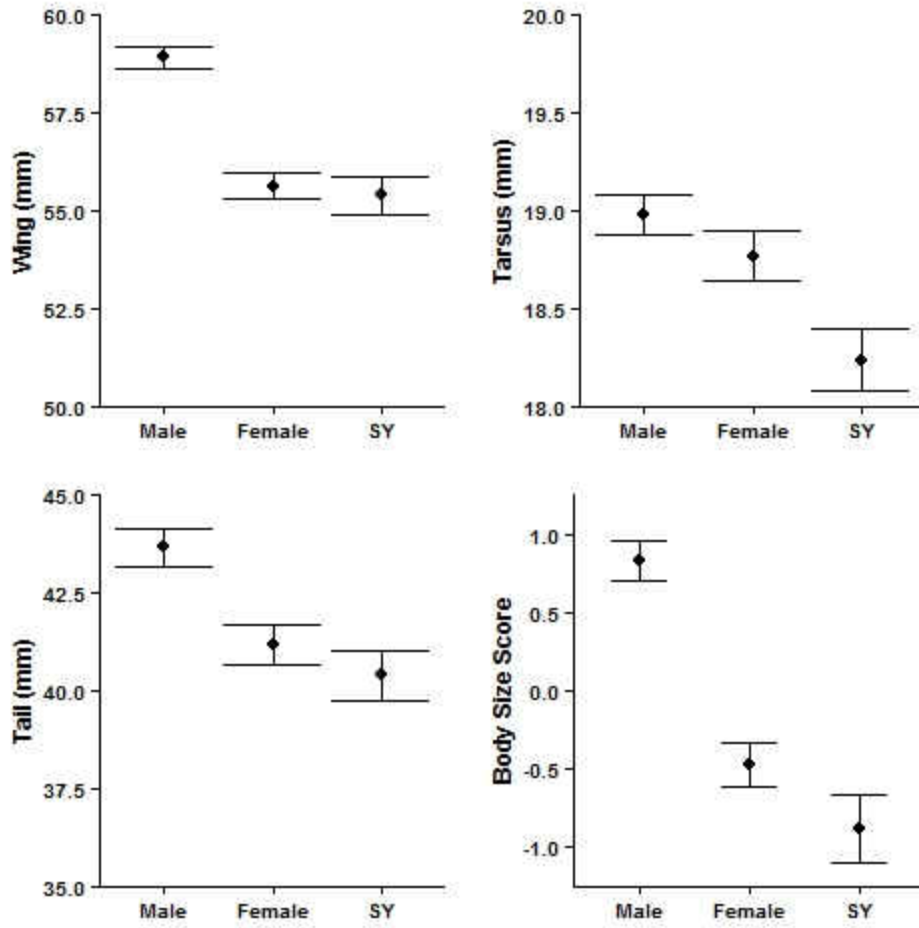 60.0
57.5
55.0
52.5
50.0
Wing (mm)
Male Female SY
20.0
19.5
19.0
18.5
18.0
Tarsus (mm)
Male Female SY
45.0
42.5
40.0
37.5
35.0
Tail (mm)
Male Female SY
1.0
0.5
0.0
-0.5
-1.0
Body Size Score
Male Female SY